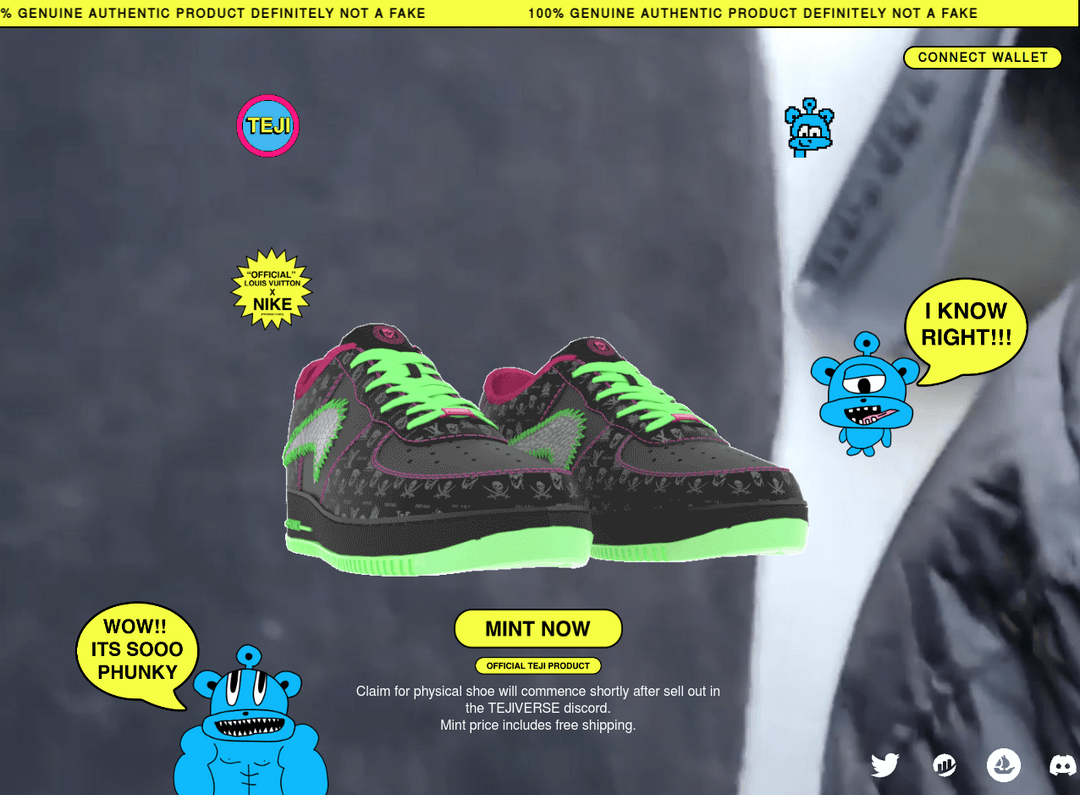 % GENUINE AUTHENTIC PRODUCT DEFINITELY NOT A FAKE 100% GENUINE AUTHENTIC PRODUCT DEFINITELY NOT A FAKE
CONNECT WALLET
TEJI
"OFFICIAL"
LOUIS VUITTON
X
NIKE
I KNOW
RIGHT!!!
WOW!!
ITS SOOO
PHUNKY
MINT NOW
OFFICIAL TEJI PRODUCT
Claim for physical shoe will commence shortly after sell out in
the TEJIVERSE discord.
Mint price includes free shipping.